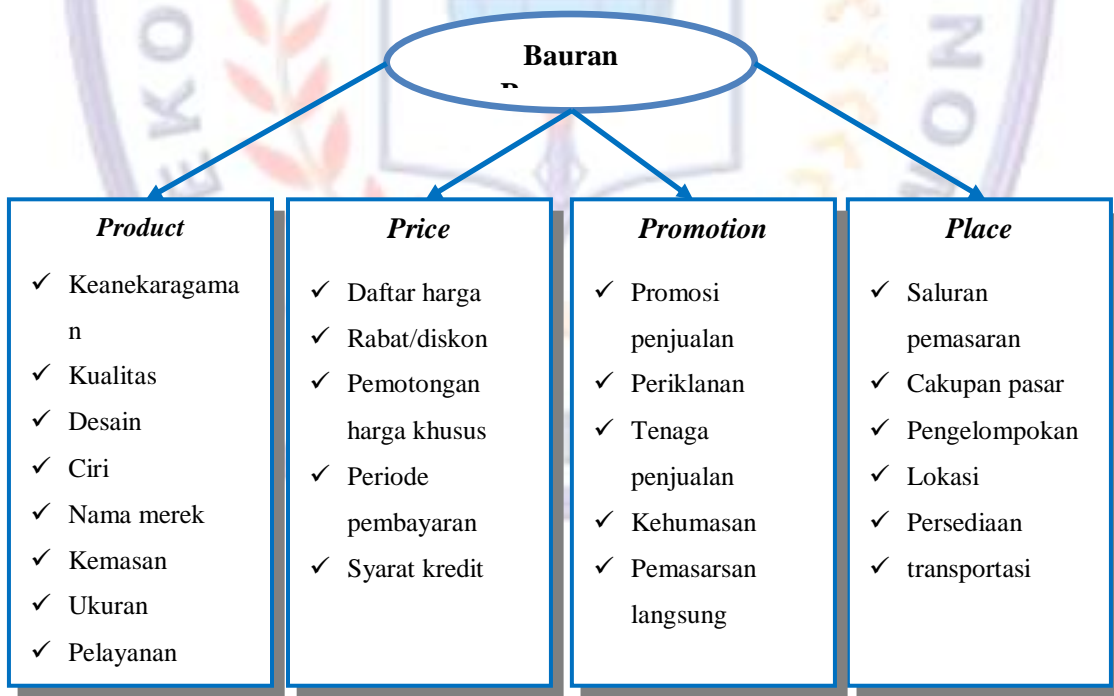 Bauran
Product
Keanekaragama
n
Kualitas
Desain
Ciri
Nama merek
Kemasan
Ukuran
Pelayanan
Price
Daftar harga
Rabat/diskon
Pemotongan
harga khusus
Periode
pembayaran
Syarat kredit
Promotion
Promosi
penjualan
Periklanan
Tenaga
penjualan
Kehumasan
Pemasarsan
langsung
Place
Saluran
pemasaran
Cakupan pasar
Pengelompokan
Lokasi
Persediaan
transportasi